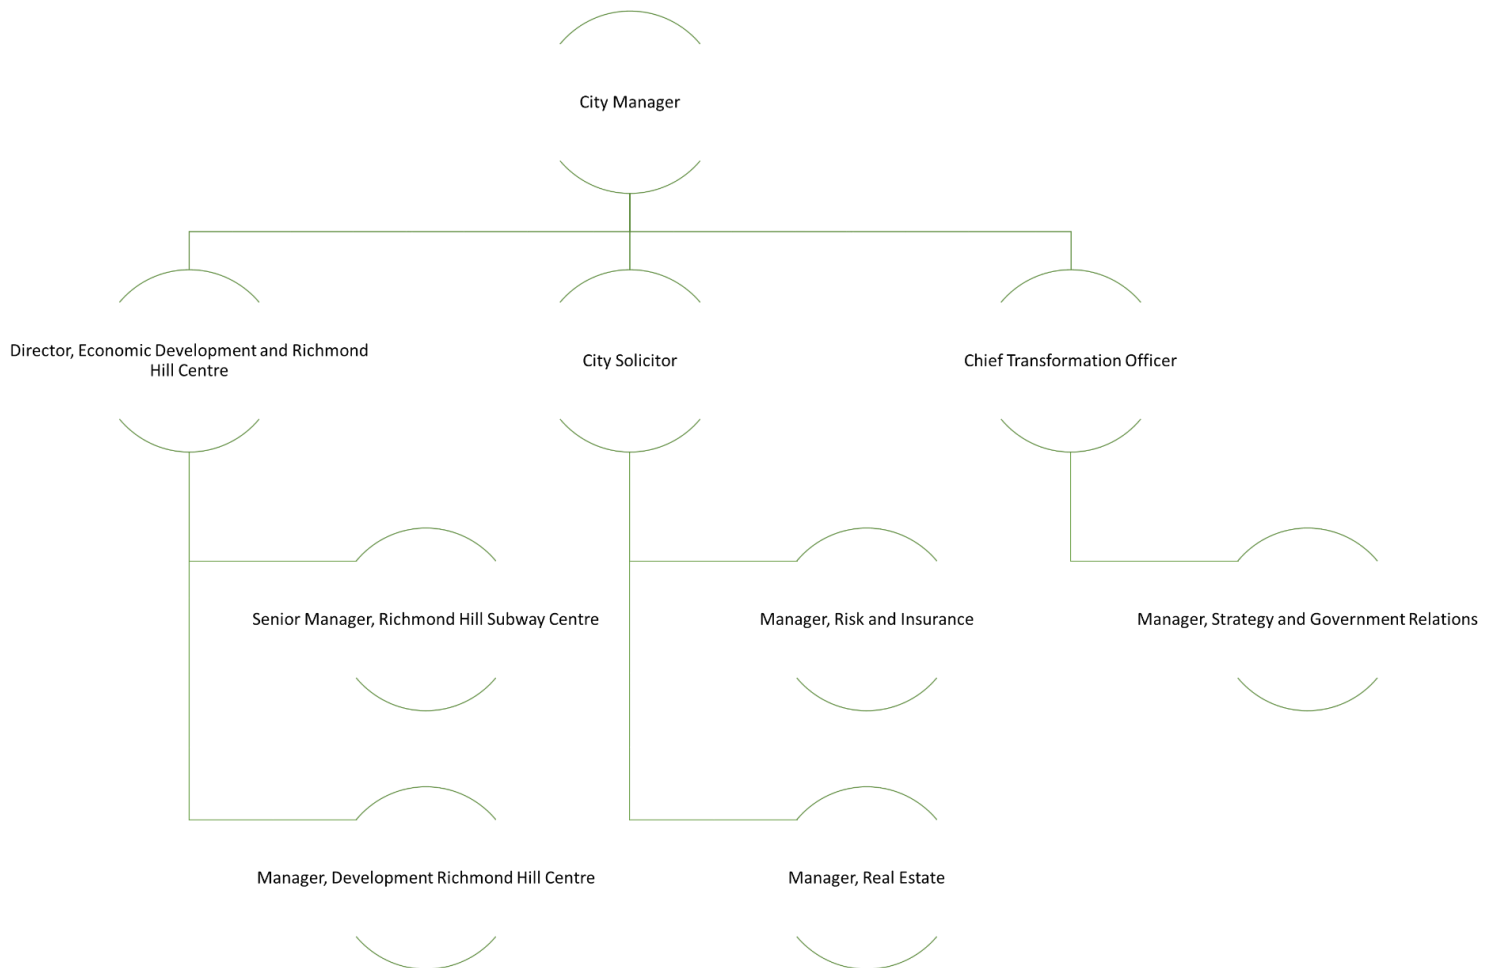 City Manager
Director, Economic Development and Richmond
Hill Centre
City Solicitor
Chief Transformation Officer
Senior Manager, Richmond Hill Subway Centre
Manager, Risk and Insurance
Manager, Strategy and Government Relations
Manager, Development Richmond Hill Centre
Manager, Real Estate